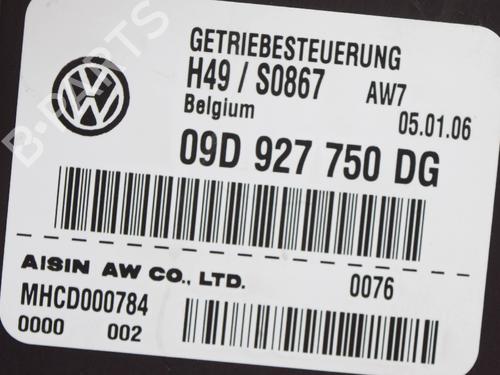 GETRIEBESTEUERUNG
H49 / S0867 AW7
Belgium 05.01.06
09D 927 750 DG
AISIN AW CO., LTD. 0076
MHCD000784
0000 002
B-PARTS